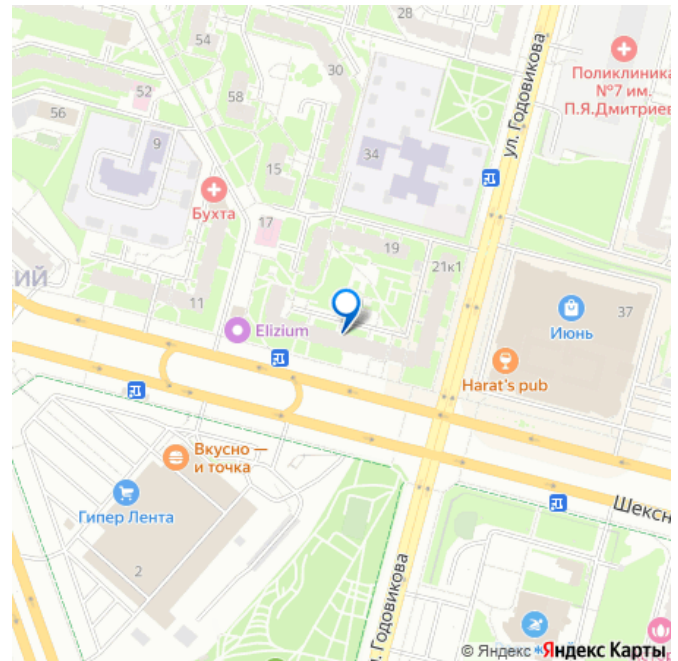 28
54
30
58
52
56
9
Поликлиника
№7 им.
П.Я.Дмитриев
ул. Годовикова
34
15
Бухта
17
19
21к1
ИЙ
11
Elizium
37
Июнь
Harat's pub
Вкусно —
и точка
Гипер Лента
2
Шексн
Годовикова
© Яндекс Яндекс Карты